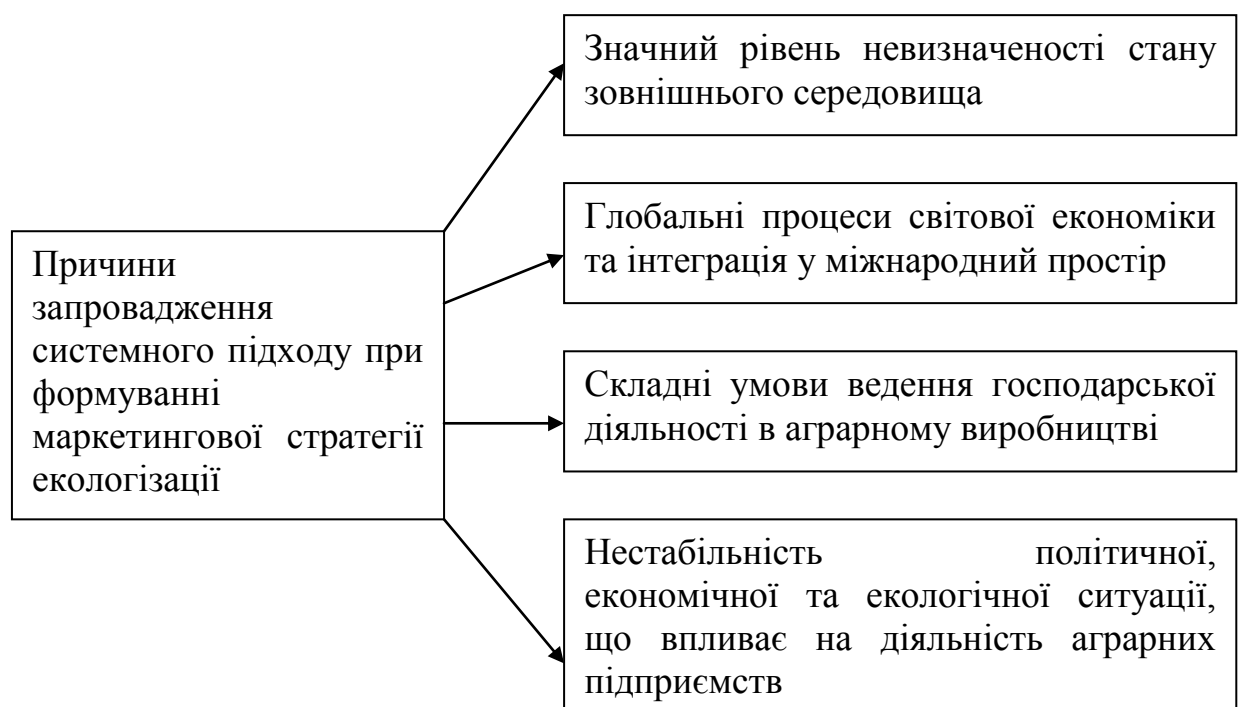 Причини
запровадження
системного підходу при
формуванні
маркетингової стратегії
екологізації
Значний рівень невизначеності стану
зовнішнього середовища
Глобальні процеси світової економіки
та інтеграція у міжнародний простір
Складні умови ведення господарської
діяльності в аграрному виробництві
Нестабільність політичної,
економічної та екологічної ситуації,
що впливає на діяльність аграрних
підприємств